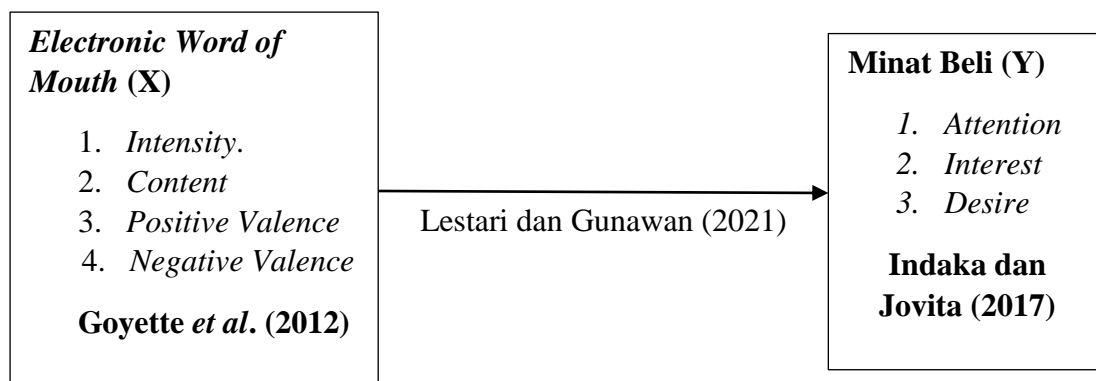 Electronic Word of
Mouth (X)
1. Intensity.
2. Content
3. Positive Valence
4. Negative Valence
Goyette et al. (2012)
Lestari dan Gunawan (2021)
Minat Beli (Y)
1. Attention
2. Interest
3. Desire
Indaka dan
Jovita (2017)